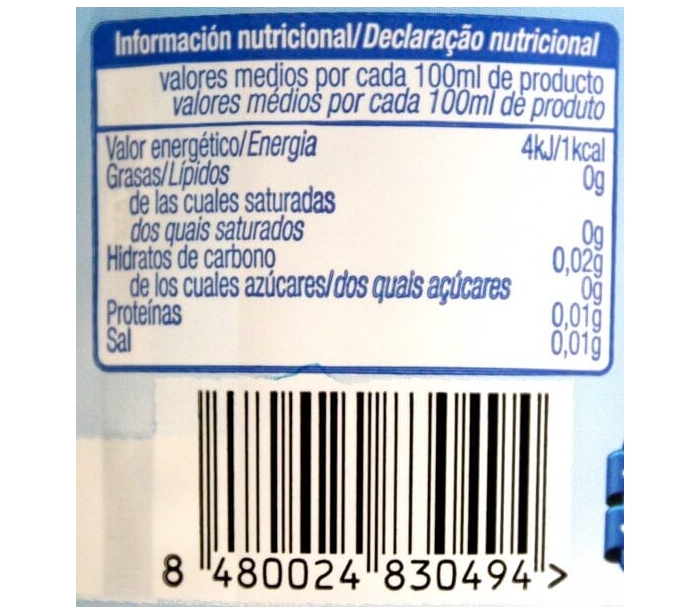 Información nutricional/Declaração nutricional
valores medios por cada 100ml de producto
valores médios por cada 100ml de produto
Valor energético/Energia 4kJ/1kcal
Grasas/Lípidos 0g
de las cuales saturadas
dos quais saturados 0g
Hidratos de carbono 0,02g
de los cuales azúcares/dos quais açúcares 0g
Proteínas 0,01g
Sal 0,01g
8 480024 830494 >